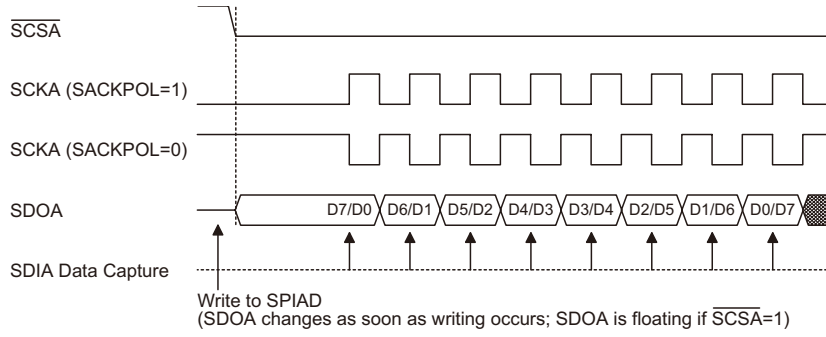 SCSA
SCKA (SACKPOL=1)
SCKA (SACKPOL=0)
SDOA D7/D0 D6/D1 D5/D2 D4/D3 D3/D4 D2/D5 D1/D6 D0/D7
SDIA Data Capture
Write to SPIAD
(SDOA changes as soon as writing occurs; SDOA is floating if SCSA=1)